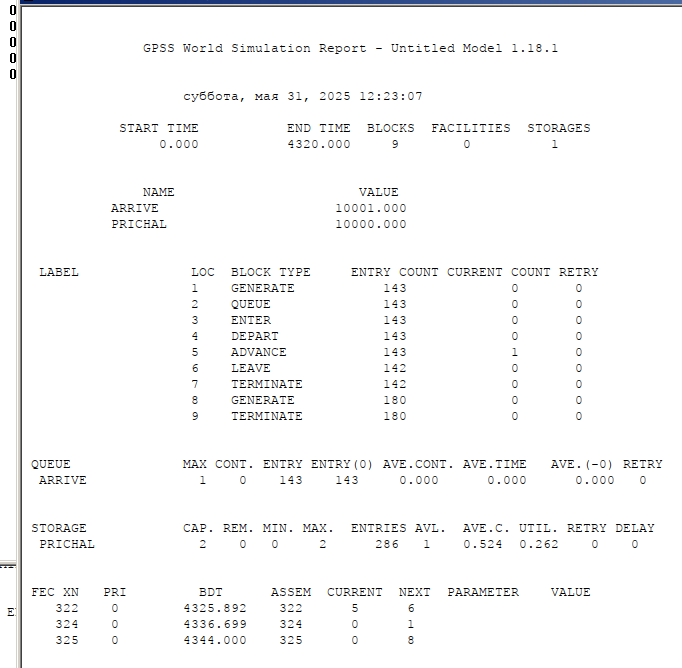 0
0
0
0
0
GPSS World Simulation Report - Untitled Model 1.18.1
суббота, мая 31, 2025 12:23:07
START TIME END TIME BLOCKS FACILITIES STORAGES
0.000 4320.000 9 0 1
NAME VALUE
ARRIVE 10001.000
PRICHAL 10000.000
LABEL LOC BLOCK TYPE ENTRY COUNT CURRENT COUNT RETRY
1 GENERATE 143 0 0
2 QUEUE 143 0 0
3 ENTER 143 0 0
4 DEPART 143 0 0
5 ADVANCE 143 1 0
6 LEAVE 142 0 0
7 TERMINATE 142 0 0
8 GENERATE 180 0 0
9 TERMINATE 180 0 0
QUEUE MAX CONT. ENTRY ENTRY(0) AVE.CONT. AVE.TIME AVE.(-0) RETRY
ARRIVE 1 0 143 143 0.000 0.000 0.000 0
STORAGE CAP. REM. MIN. MAX. ENTRIES AVL. AVE.C. UTIL. RETRY DELAY
PRICHAL 2 0 0 2 286 1 0.524 0.262 0 0
FEC XN PRI BDT ASSEM CURRENT NEXT PARAMETER VALUE
322 0 4325.892 322 5 6
324 0 4336.699 324 0 1
325 0 4344.000 325 0 8